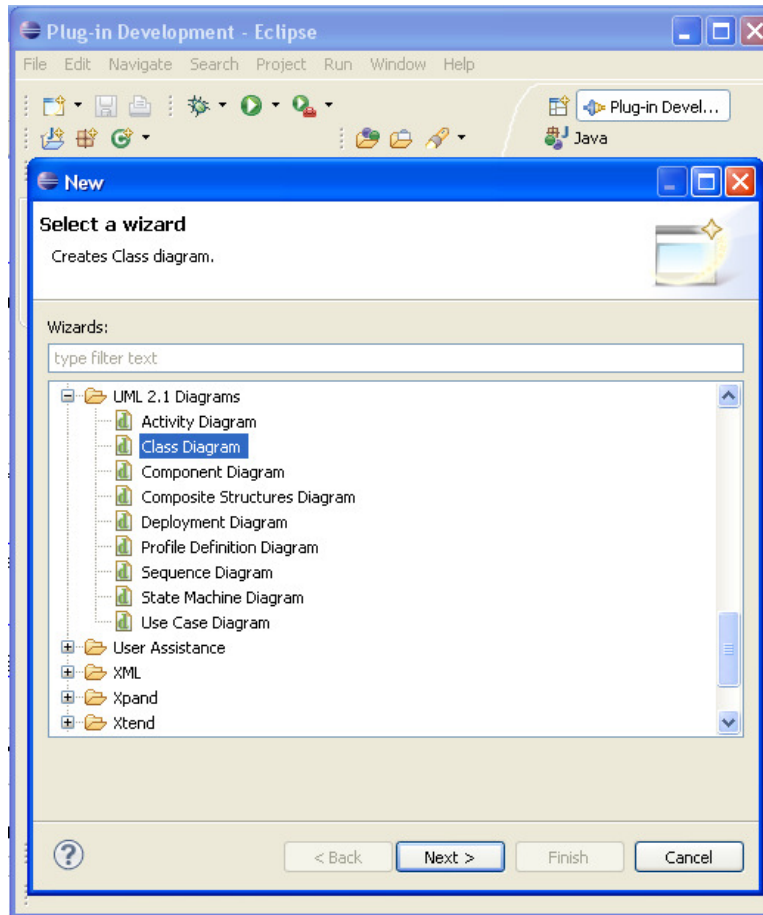 Plug-in Development - Eclipse
File Edit Navigate Search Project Run Window Help
Plug-in Devel...
Java
New
Select a wizard
Creates Class diagram.
Wizards:
type filter text
UML 2.1 Diagrams
Activity Diagram
Class Diagram
Component Diagram
Composite Structures Diagram
Deployment Diagram
Profile Definition Diagram
Sequence Diagram
State Machine Diagram
Use Case Diagram
User Assistance
XML
Xpand
Xtend
< Back Next > Finish Cancel